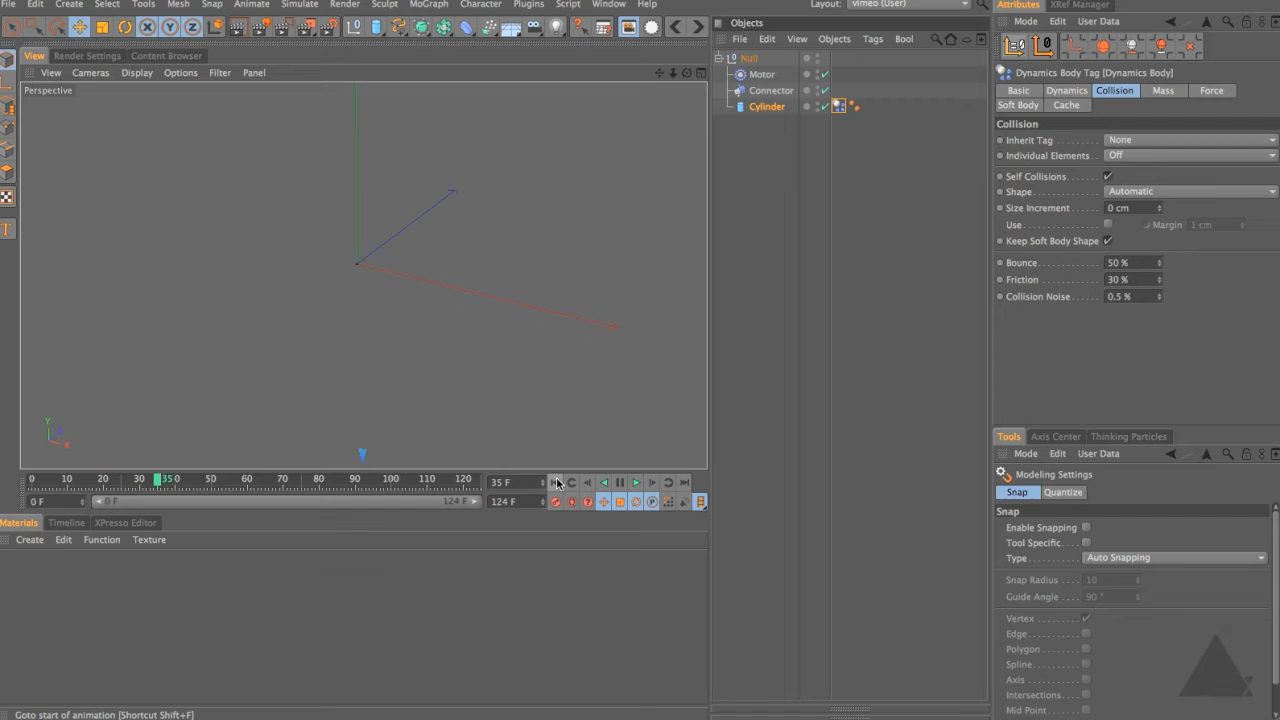 File Edit Create Select Tools Mesh Snap Animate Simulate Render Sculpt MoGraph Character Plugins Script Window Help Layout: vimeo (User)
View Render Settings Content Browser
View Cameras Display Options Filter Panel
Perspective
Y
X
0 10 20 30 35 0 50 60 70 80 90 100 110 120 35 F
0 F 0 F 124 F 124 F
Materials Timeline XPresso Editor
Create Edit Function Texture
Goto start of animation [Shortcut Shift+F]
Objects
File Edit View Objects Tags Bool
Null
Motor
Connector
Cylinder
Attributes XRef Manager
Mode Edit User Data
Dynamics Body Tag [Dynamics Body]
Basic Dynamics Collision Mass Force
Soft Body Cache
Collision
Inherit Tag . . . . . . . None
Individual Elements . . Off
Self Collisions . . .
Shape. . . . . . . . . . . Automatic
Size Increment . . . . 0 cm
Use . . . . . . . . . . . . . Margin 1 cm
Keep Soft Body Shape
Bounce . . . . . . . . . . 50 %
Friction . . . . . . . . . 30 %
Collision Noise . . . . 0.5 %
Tools Axis Center Thinking Particles
Mode Edit User Data
Modeling Settings
Snap Quantize
Snap
Enable Snapping
Tool Specific . . .
Type . . . . . . . . Auto Snapping
Snap Radius . . . 10
Guide Angle . . . . 90 °
Vertex . . . . . . .
Edge. . . . . . . . .
Polygon . . . . . .
Spline. . . . . . . .
Axis . . . . . . . . .
Intersections. . .
Mid Point . . . . .